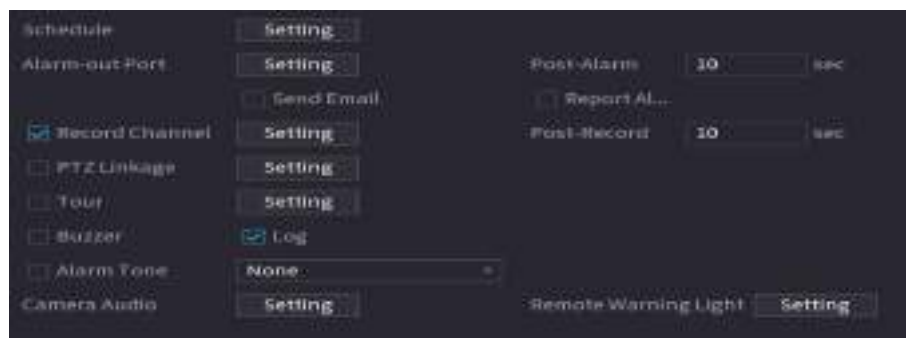 Schedule Setting
Alarm-out Port Setting Post-Alarm 10 sec
Send Email Report Al...
Record Channel Setting Post-Record 10 sec
PTZ Linkage Setting
Tour Setting
Buzzer Log
Alarm Tone None
Camera Audio Setting Remote Warning Light Setting